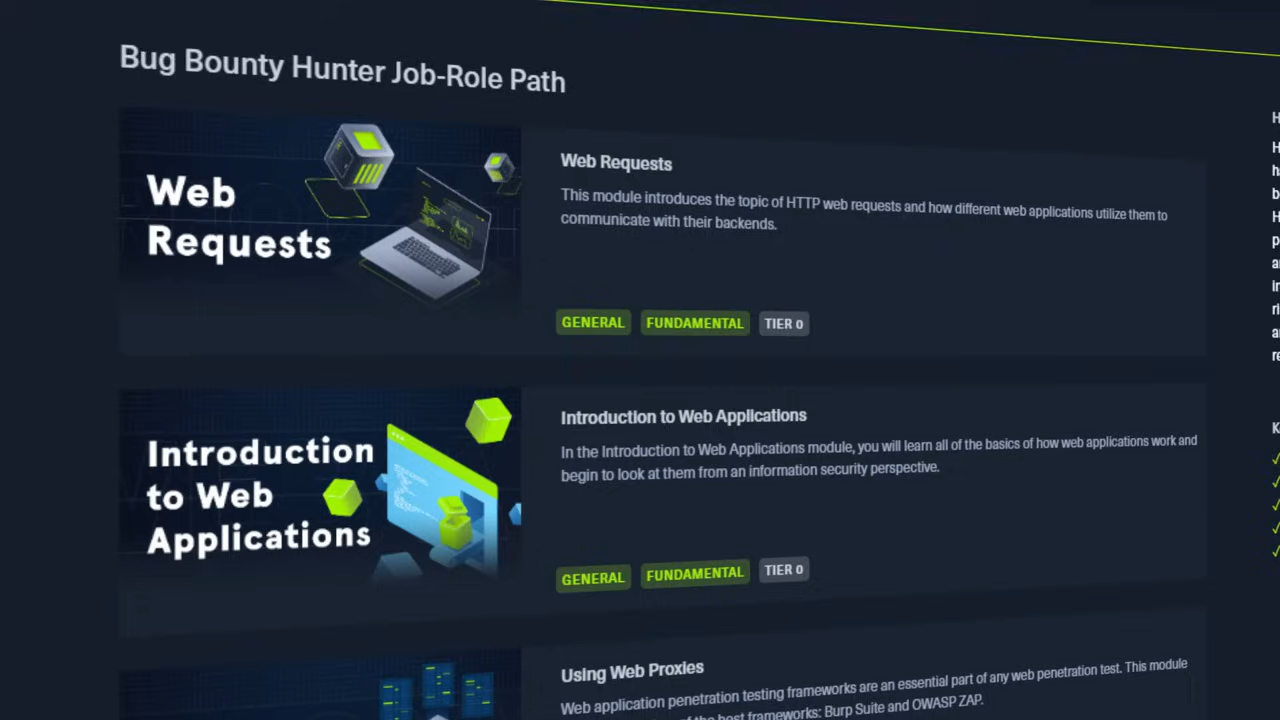 Bug Bounty Hunter Job-Role Path
Web
Requests
Web Requests
This module introduces the topic of HTTP web requests and how different web applications utilize them to
communicate with their backends.
GENERAL FUNDAMENTAL TIER 0
Introduction
to Web
Applications
Introduction to Web Applications
In the Introduction to Web Applications module, you will learn all of the basics of how web applications work and
begin to look at them from an information security perspective.
GENERAL FUNDAMENTAL TIER 0
Using Web Proxies
Web application penetration testing frameworks are an essential part of any web penetration test. This module
of the best frameworks: Burp Suite and OWASP ZAP.